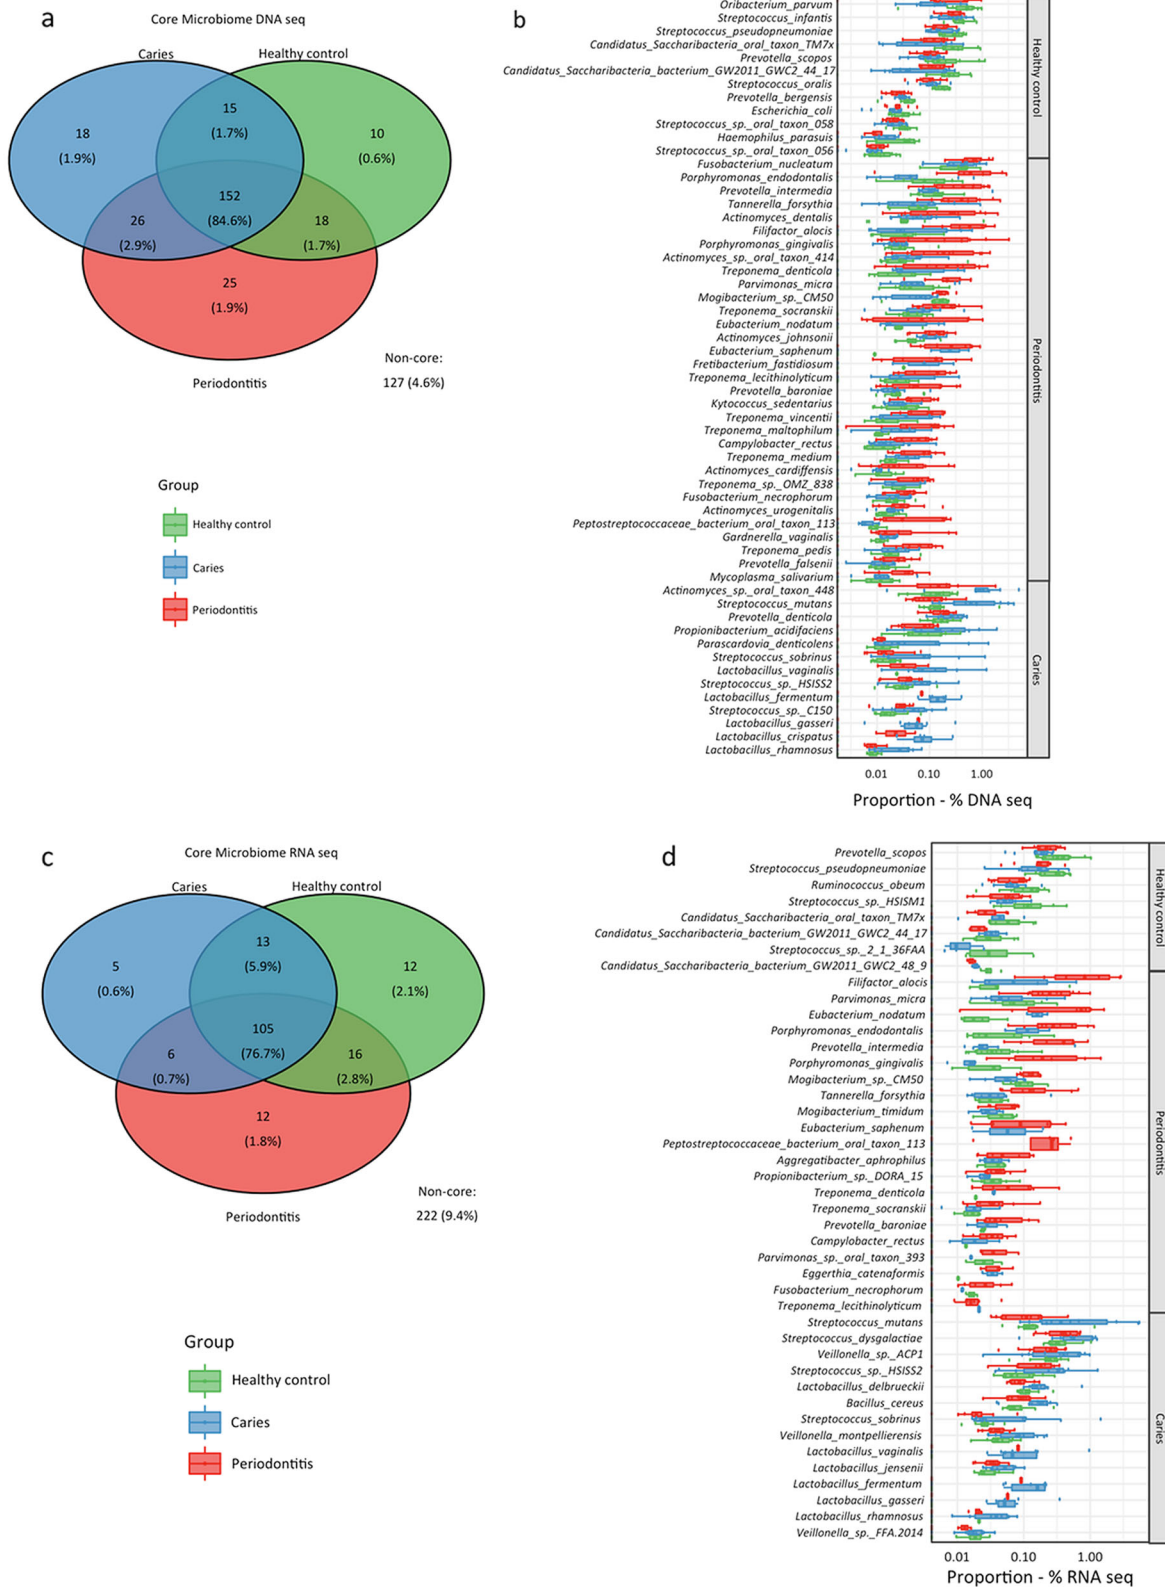 a
Core Microbiome DNA seq
Caries
Healthy control
15
(1.7%)
18
(1.9%)
10
(0.6%)
152
(84.6%)
26
(2.9%)
18
(1.7%)
25
(1.9%)
Periodontitis
Non-core:
127 (4.6%)
Group
Healthy control
Caries
Periodontitis
b
Oribacterium_parvum
Streptococcus_infantis
Streptococcus_pseudopneumoniae
Candidatus_Saccharibacteria_oral_taxon_TM7x
Prevotella_scopos
Candidatus_Saccharibacteria_bacterium_GW2011_GWC2_44_17
Streptococcus_oralis
Prevotella_bergensis
Escherichia_coli
Streptococcus_sp._oral_taxon_058
Haemophilus_parasuis
Streptococcus_sp._oral_taxon_056
Fusobacterium_nucleatum
Porphyromonas_endodontalis
Prevotella_intermedia
Tannerella_forsythia
Actinomyces_dentalis
Filifactor_alocis
Porphyromonas_gingivalis
Actinomyces_sp._oral_taxon_414
Treponema_denticola
Parvimonas_micra
Mogibacterium_sp._CM50
Treponema_socranskii
Eubacterium_nodatum
Actinomyces_johnsonii
Eubacterium_saphenum
Fretibacterium_fastidiosum
Treponema_lecithinolyticum
Prevotella_baroniae
Kytococcus_sedentarius
Treponema_vincentii
Treponema_maltophilum
Campylobacter_rectus
Treponema_medium
Actinomyces_cardiffensis
Treponema_sp._OMZ_838
Fusobacterium_necrophorum
Actinomyces_urogenitalis
Peptostreptococcaceae_bacterium_oral_taxon_113
Gardnerella_vaginalis
Treponema_pedis
Prevotella_falsenii
Mycoplasma_salivarium
Actinomyces_sp._oral_taxon_448
Streptococcus_mutans
Prevotella_denticola
Propionibacterium_acidifaciens
Parascardovia_denticolens
Streptococcus_sobrinus
Lactobacillus_vaginalis
Streptococcus_sp._HSISS2
Lactobacillus_fermentum
Streptococcus_sp._C150
Lactobacillus_gasseri
Lactobacillus_crispatus
Lactobacillus_rhamnosus
Healthy control
Periodontitis
Caries
0.01 0.10 1.00
Proportion - % DNA seq
c
Core Microbiome RNA seq
Caries
Healthy control
13
(5.9%)
5
(0.6%)
12
(2.1%)
105
(76.7%)
6
(0.7%)
16
(2.8%)
12
(1.8%)
Periodontitis
Non-core:
222 (9.4%)
Group
Healthy control
Caries
Periodontitis
d
Prevotella_scopos
Streptococcus_pseudopneumoniae
Ruminococcus_obeum
Streptococcus_sp._HSISM1
Candidatus_Saccharibacteria_oral_taxon_TM7x
Candidatus_Saccharibacteria_bacterium_GW2011_GWC2_44_17
Streptococcus_sp._2_1_36FAA
Candidatus_Saccharibacteria_bacterium_GW2011_GWC2_48_9
Filifactor_alocis
Parvimonas_micra
Eubacterium_nodatum
Porphyromonas_endodontalis
Prevotella_intermedia
Porphyromonas_gingivalis
Mogibacterium_sp._CM50
Tannerella_forsythia
Mogibacterium_timidum
Eubacterium_saphenum
Peptostreptococcaceae_bacterium_oral_taxon_113
Aggregatibacter_aphrophilus
Propionibacterium_sp._DORA_15
Treponema_denticola
Treponema_socranskii
Prevotella_baroniae
Campylobacter_rectus
Parvimonas_sp._oral_taxon_393
Eggerthia_catenaformis
Fusobacterium_necrophorum
Treponema_lecithinolyticum
Streptococcus_mutans
Streptococcus_dysgalactiae
Veillonella_sp._ACP1
Streptococcus_sp._HSISS2
Lactobacillus_delbrueckii
Bacillus_cereus
Streptococcus_sobrinus
Veillonella_montpellierensis
Lactobacillus_vaginalis
Lactobacillus_jensenii
Lactobacillus_fermentum
Lactobacillus_gasseri
Lactobacillus_rhamnosus
Veillonella_sp._FFA.2014
Healthy control
Periodontitis
Caries
0.01 0.10 1.00
Proportion - % RNA seq